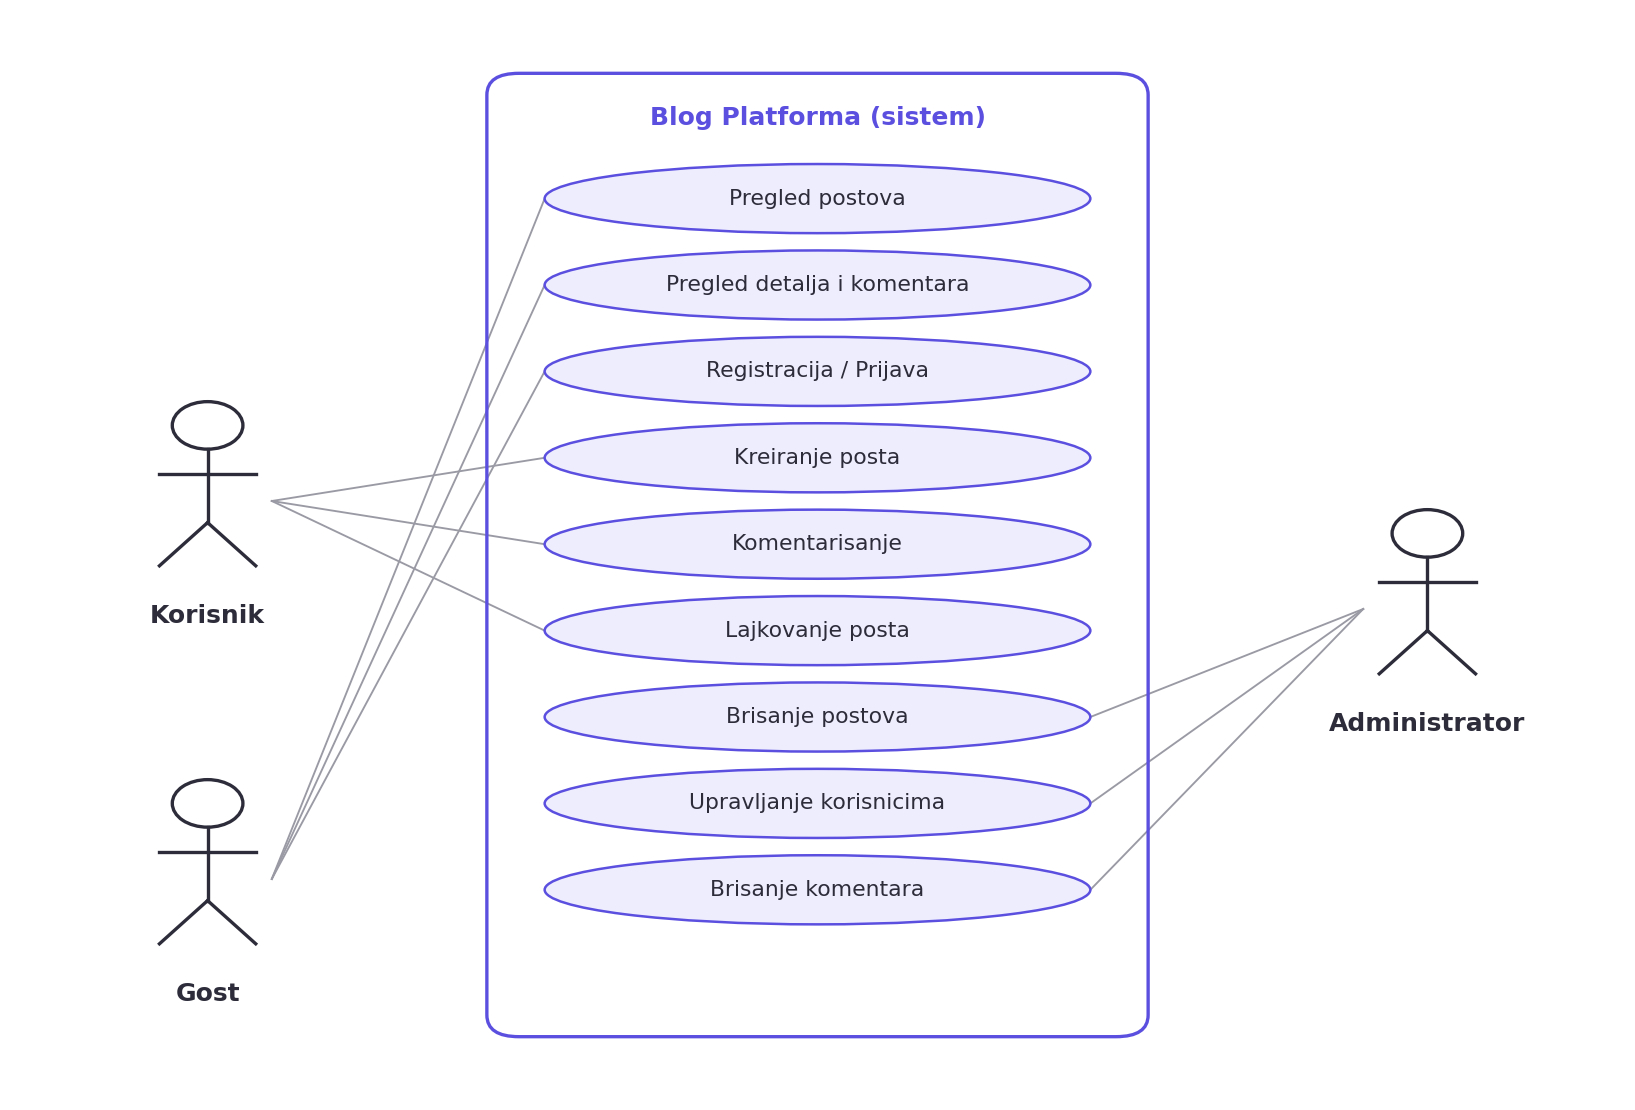 Blog Platforma (sistem)
Pregled postova
Pregled detalja i komentara
Registracija / Prijava
Kreiranje posta
Komentarisanje
Lajkovanje posta
Brisanje postova
Upravljanje korisnicima
Brisanje komentara
Korisnik
Gost
Administrator